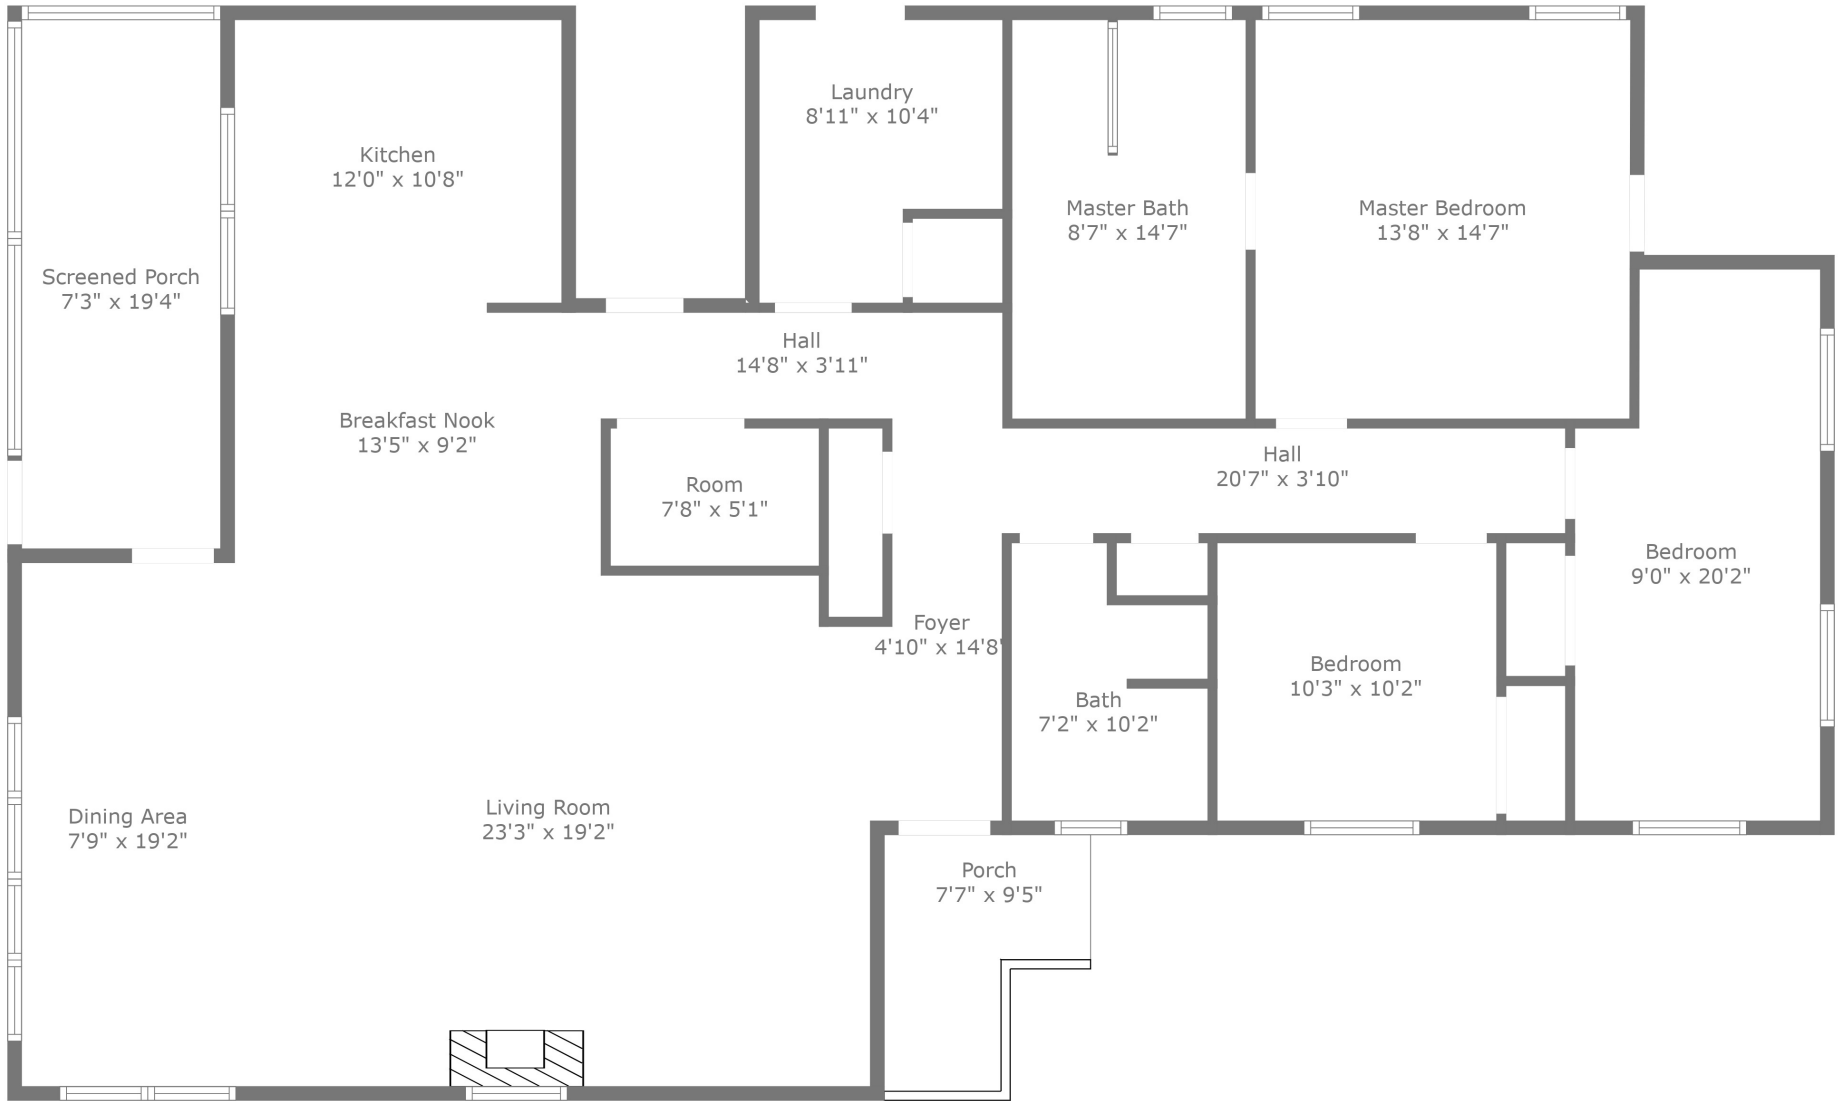 Laundry
8'11" x 10'4"
Kitchen
12'0" x 10'8"
Master Bath
8'7" x 14'7"
Master Bedroom
13'8" x 14'7"
Screened Porch
7'3" x 19'4"
Hall
14'8" x 3'11"
Breakfast Nook
13'5" x 9'2"
Hall
20'7" x 3'10"
Room
7'8" x 5'1"
Bedroom
9'0" x 20'2"
Foyer
4'10" x 14'8'
Bedroom
10'3" x 10'2"
Bath
7'2" x 10'2"
Living Room
23'3" x 19'2"
Dining Area
7'9" x 19'2"
Porch
7'7" x 9'5"